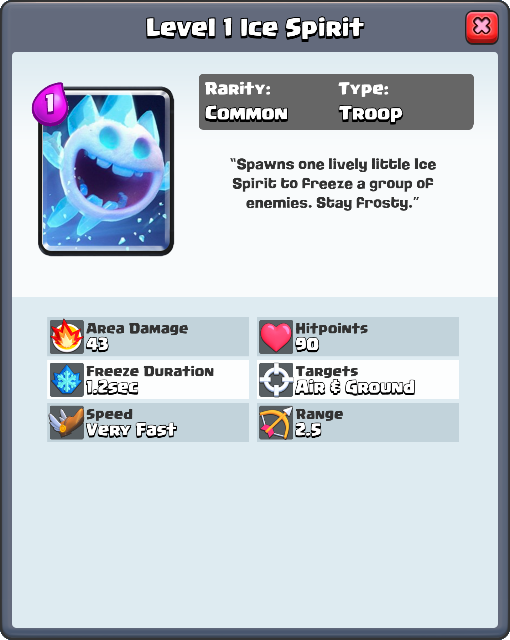 Level 1 Ice Spirit
1
Rarity: Type:
Common Troop
"Spawns one lively little Ice
Spirit to freeze a group of
enemies. Stay frosty."
Area Damage
43
Hitpoints
90
Freeze Duration
1.2sec
Targets
Air & Ground
Speed
Very Fast
Range
2.5